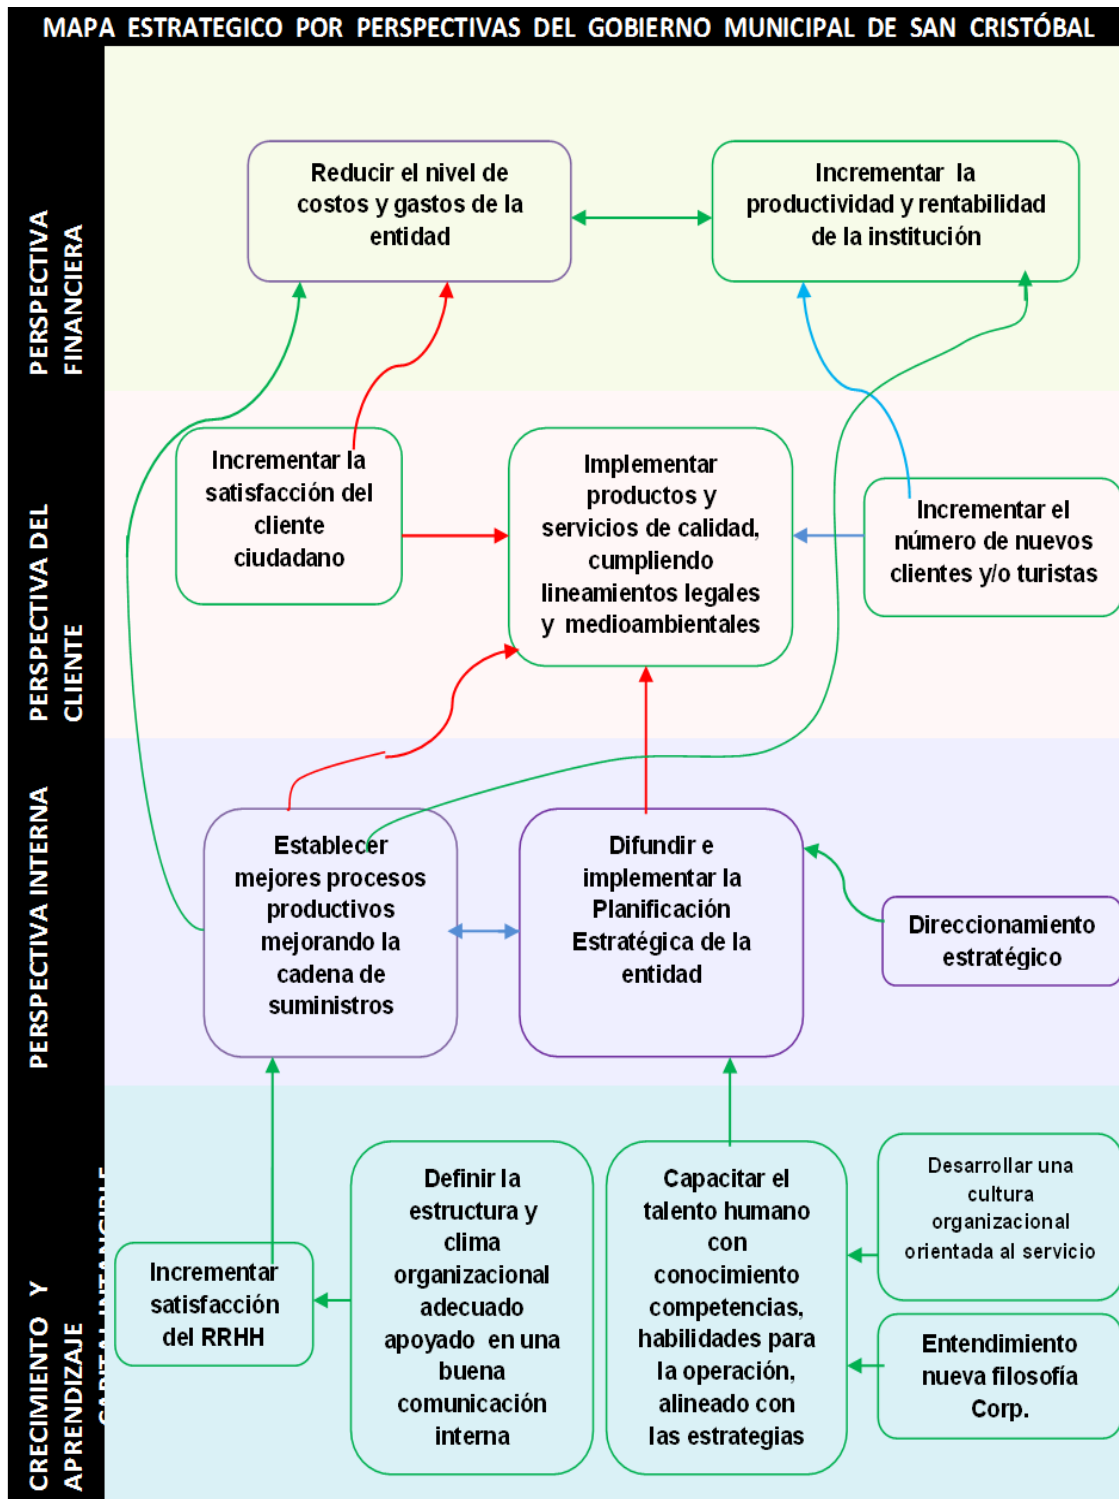 MAPA ESTRATEGICO POR PERSPECTIVAS DEL GOBIERNO MUNICIPAL DE SAN CRISTÓBAL
PERSPECTIVA
FINANCIERA
Reducir el nivel de
costos y gastos de la
entidad
Incrementar la
productividad y rentabilidad
de la institución
PERSPECTIVA DEL
CLIENTE
Incrementar la
satisfacción del
cliente
ciudadano
Implementar
productos y
servicios de calidad,
cumpliendo
lineamientos legales
y medioambientales
Incrementar el
número de nuevos
clientes y/o turistas
PERSPECTIVA INTERNA
Establecer
mejores procesos
productivos
mejorando la
cadena de
suministros
Difundir e
implementar la
Planificación
Estratégica de la
entidad
Direccionamiento
estratégico
CRECIMIENTO Y
APRENDIZAJE
CAPITAL INTANGIBLE
Incrementar
satisfacción
del RRHH
Definir la
estructura y
clima
organizacional
adecuado
apoyado en una
buena
comunicación
interna
Capacitar el
talento humano
con
conocimiento
competencias,
habilidades para
la operación,
alineado con
las estrategias
Desarrollar una
cultura
organizacional
orientada al servicio
Entendimiento
nueva filosofía
Corp.